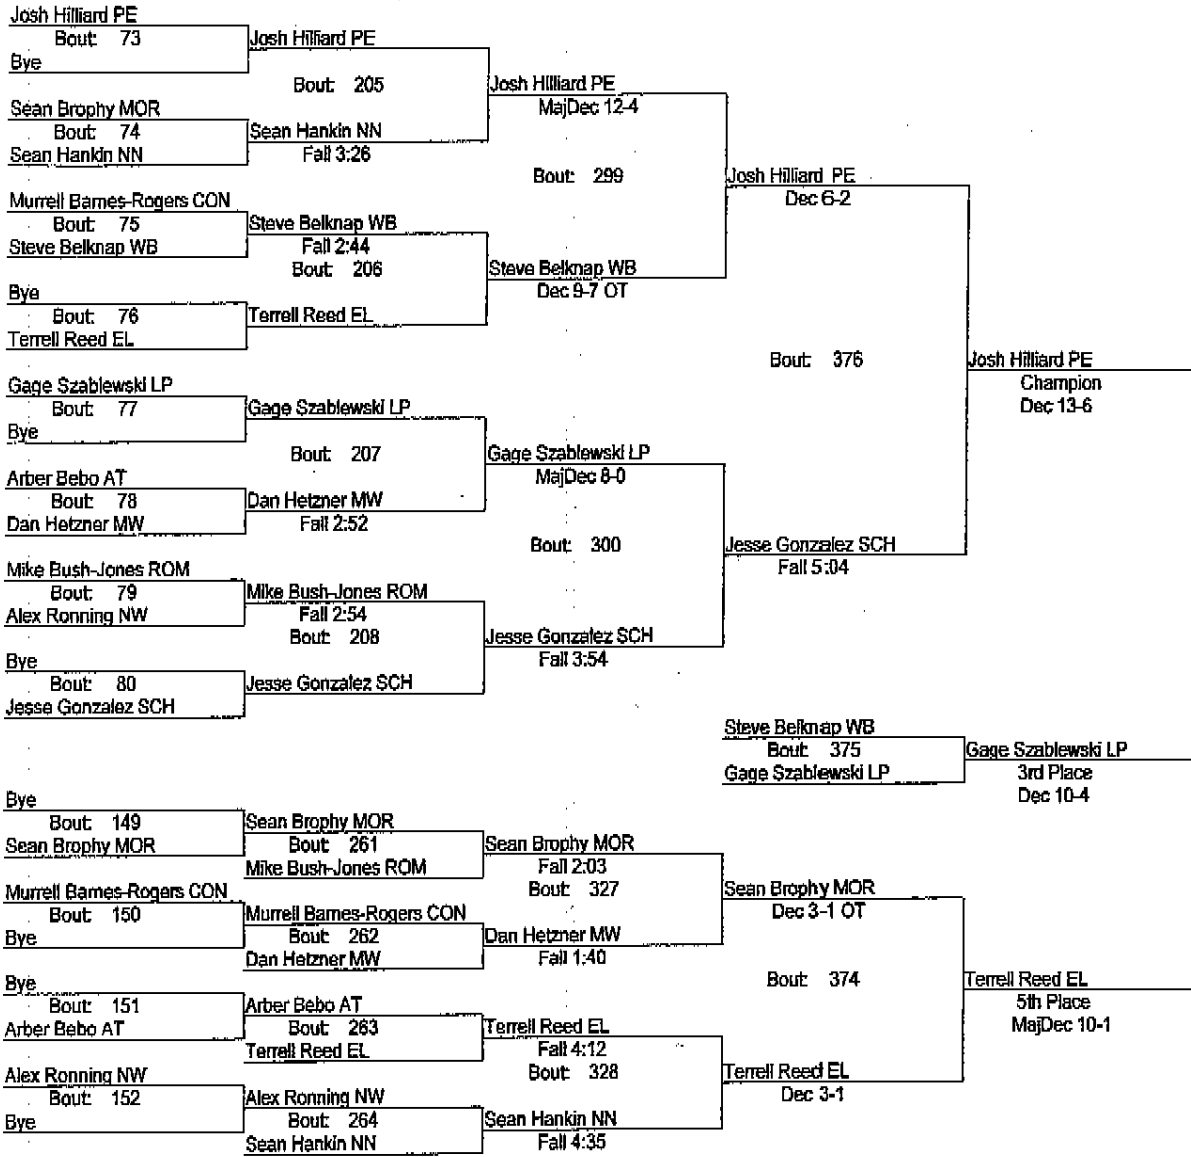 Josh Hilliard PE
Bout: 73
Bye
Josh Hilliard PE
Bout: 205
Sean Brophy MOR
Bout: 74
Sean Hankin NN
Sean Hankin NN
Fall 3:26
Josh Hilliard PE
MajDec 12-4
Bout: 299
Murrell Barnes-Rogers CON
Bout: 75
Steve Belknap WB
Steve Belknap WB
Fall 2:44
Bout: 206
Bye
Bout: 76
Terrell Reed EL
Terrell Reed EL
Steve Belknap WB
Dec 9-7 OT
Josh Hilliard PE
Dec 6-2
Bout: 376
Josh Hilliard PE
Champion
Dec 13-6
Gage Szablewski LP
Bout: 77
Bye
Gage Szablewski LP
Bout: 207
Arber Bebo AT
Bout: 78
Dan Hetzner MW
Dan Hetzner MW
Fall 2:52
Gage Szablewski LP
MajDec 8-0
Bout: 300
Mike Bush-Jones ROM
Bout: 79
Alex Ronning NW
Mike Bush-Jones ROM
Fall 2:54
Bout: 208
Bye
Bout: 80
Jesse Gonzalez SCH
Jesse Gonzalez SCH
Jesse Gonzalez SCH
Fall 3:54
Jesse Gonzalez SCH
Fall 5:04
Steve Belknap WB
Bout: 375
Gage Szablewski LP
Gage Szablewski LP
3rd Place
Dec 10-4
Bye
Bout: 149
Sean Brophy MOR
Sean Brophy MOR
Bout: 261
Mike Bush-Jones ROM
Sean Brophy MOR
Fall 2:03
Bout: 327
Murrell Barnes-Rogers CON
Bout: 150
Bye
Murrell Barnes-Rogers CON
Bout: 262
Dan Hetzner MW
Dan Hetzner MW
Fall 1:40
Sean Brophy MOR
Dec 3-1 OT
Bout: 374
Terrell Reed EL
5th Place
MajDec 10-1
Bye
Bout: 151
Arber Bebo AT
Arber Bebo AT
Bout: 263
Terrell Reed EL
Terrell Reed EL
Fall 4:12
Bout: 328
Alex Ronning NW
Bout: 152
Bye
Alex Ronning NW
Bout: 264
Sean Hankin NN
Sean Hankin NN
Fall 4:35
Terrell Reed EL
Dec 3-1